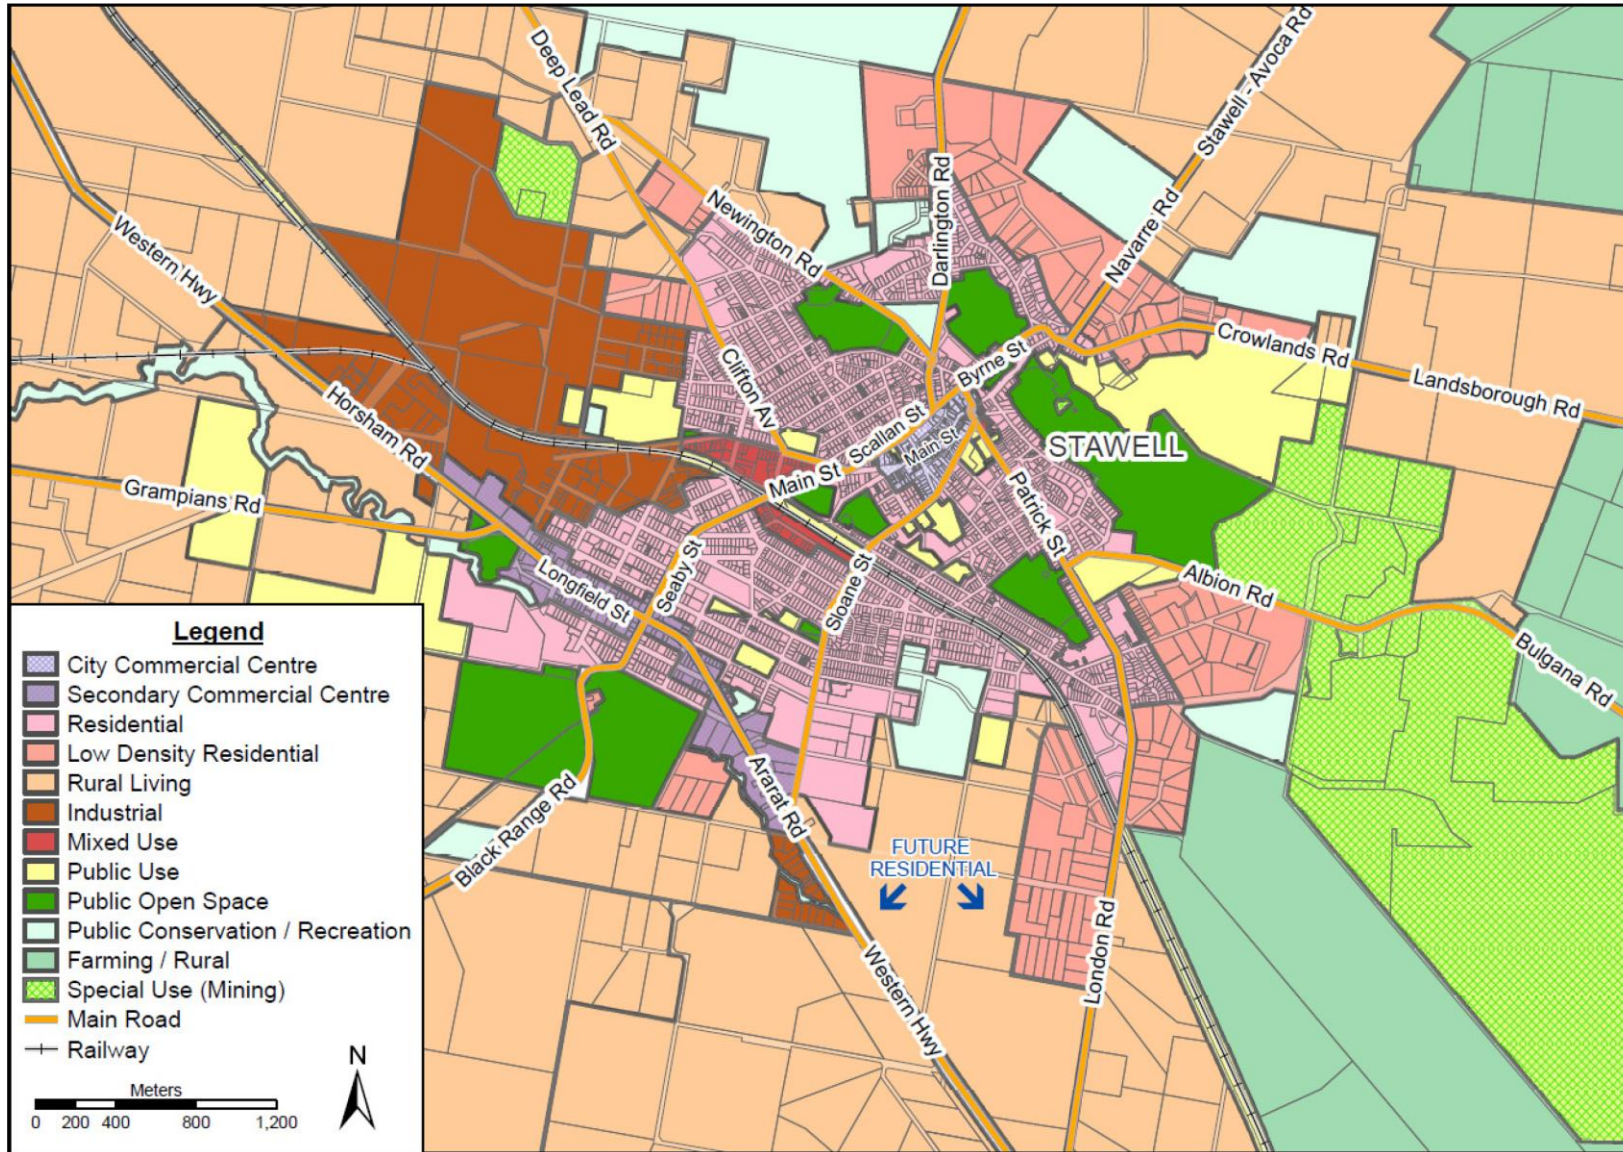 Deep Lead Rd
Stawell - Avoca Rd
Darlington Rd
Newington Rd
Navarre Rd
Western Hwy
Crowlands Rd
Landsborough Rd
Byrne St
Clifton Av
Horsham Rd
Scallan St
Main St
STAWELL
Main St
Grampians Rd
Patrick St
Albion Rd
Bulgana Rd
Longfield St
Seaby St
Sloane St
Ararat Rd
Black Range Rd
FUTURE
RESIDENTIAL
London Rd
Western Hwy
Legend
City Commercial Centre
Secondary Commercial Centre
Residential
Low Density Residential
Rural Living
Industrial
Mixed Use
Public Use
Public Open Space
Public Conservation / Recreation
Farming / Rural
Special Use (Mining)
Main Road
Railway
N
Meters
0 200 400 800 1,200